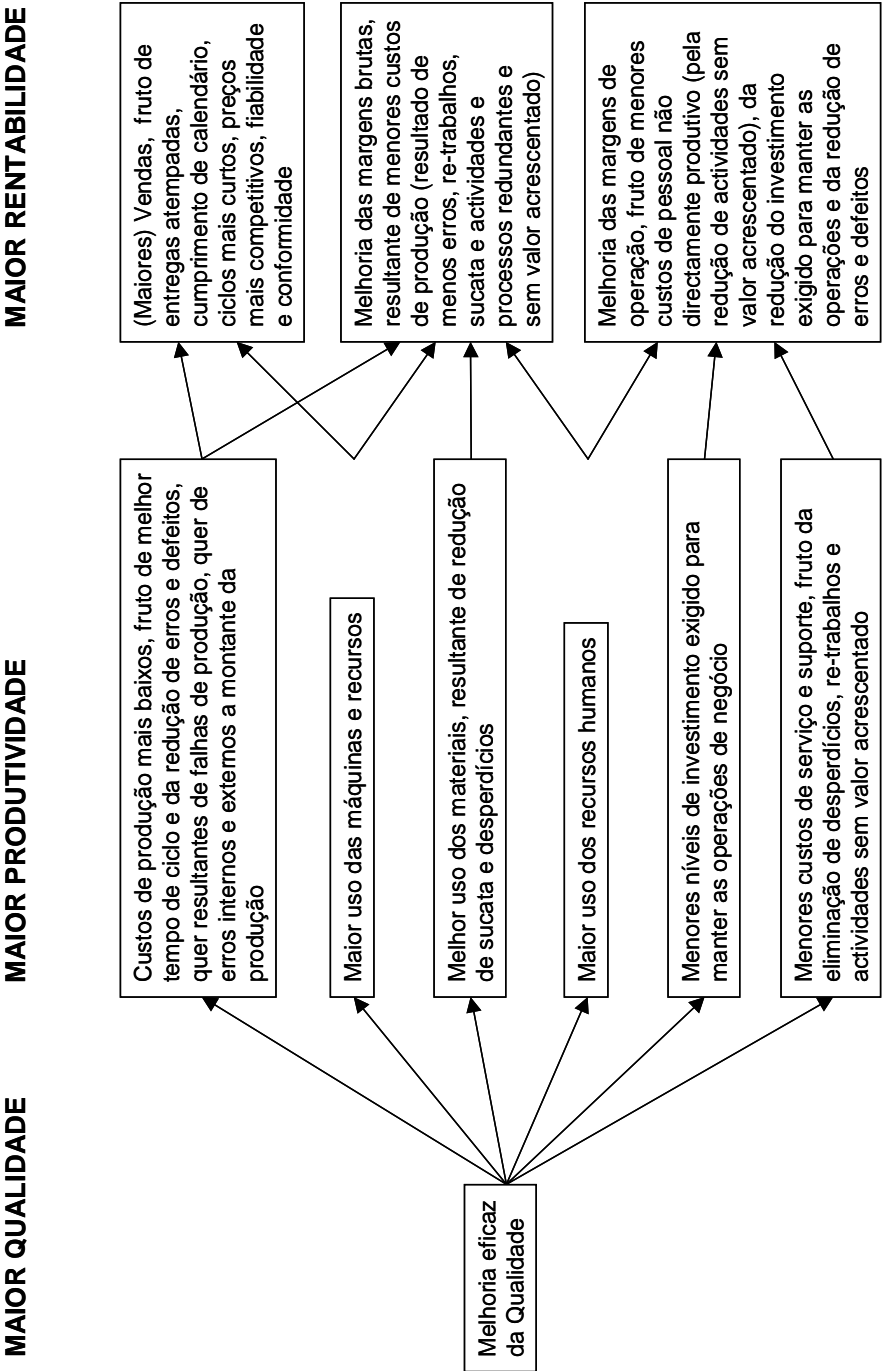 MAIOR QUALIDADE
MAIOR PRODUTIVIDADE
MAIOR RENTABILIDADE
Melhoria eficaz
da Qualidade
Custos de produção mais baixos, fruto de melhor
tempo de ciclo e da redução de erros e defeitos,
quer resultantes de falhas de produção, quer de
erros internos e externos a montante da
produção
Maior uso das máquinas e recursos
Melhor uso dos materiais, resultante de redução
de sucata e desperdícios
Maior uso dos recursos humanos
Menores níveis de investimento exigido para
manter as operações de negócio
Menores custos de serviço e suporte, fruto da
eliminação de desperdícios, re-trabalhos e
actividades sem valor acrescentado
(Maiores) Vendas, fruto de
entregas atempadas,
cumprimento de calendário,
ciclos mais curtos, preços
mais competitivos, fiabilidade
e conformidade
Melhoria das margens brutas,
resultante de menores custos
de produção (resultado de
menos erros, re-trabalhos,
sucata e actividades e
processos redundantes e
sem valor acrescentado)
Melhoria das margens de
operação, fruto de menores
custos de pessoal não
directamente produtivo (pela
redução de actividades sem
valor acrescentado), da
redução do investimento
exigido para manter as
operações e da redução de
erros e defeitos